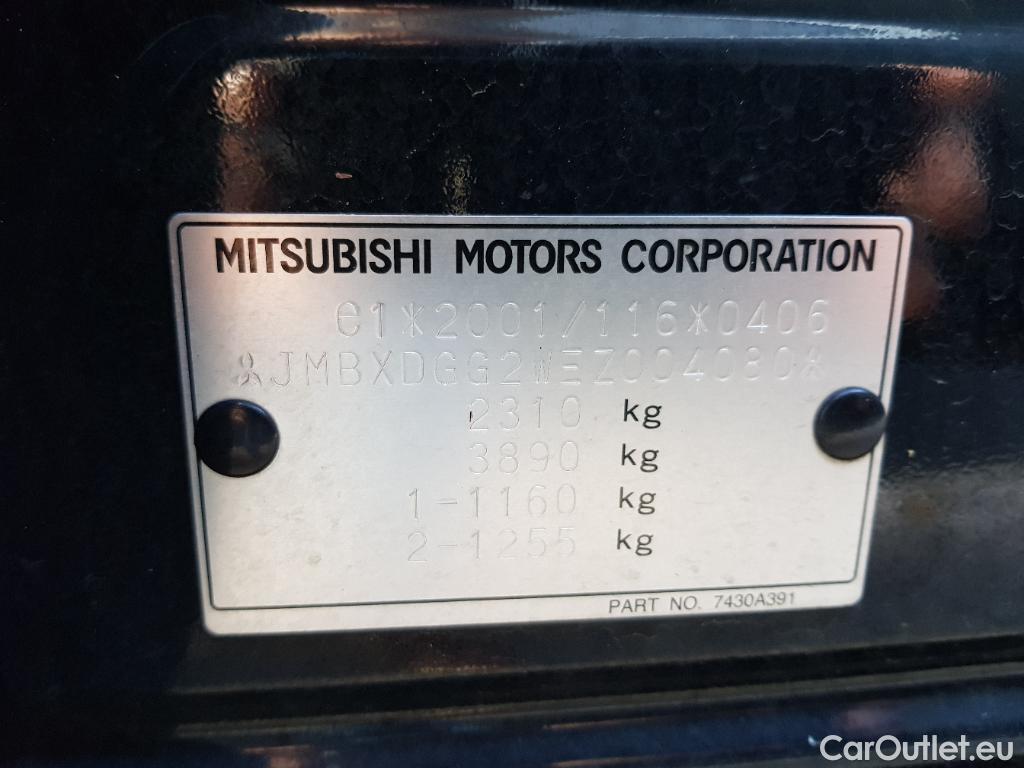 MITSUBISHI MOTORS CORPORATION
e1*2001/116*0406
JMBXDGG2WEZ004080*
2310 kg
3890 kg
1-1160 kg
2-1255 kg
PART NO. 7430A391
CarOutlet.eu